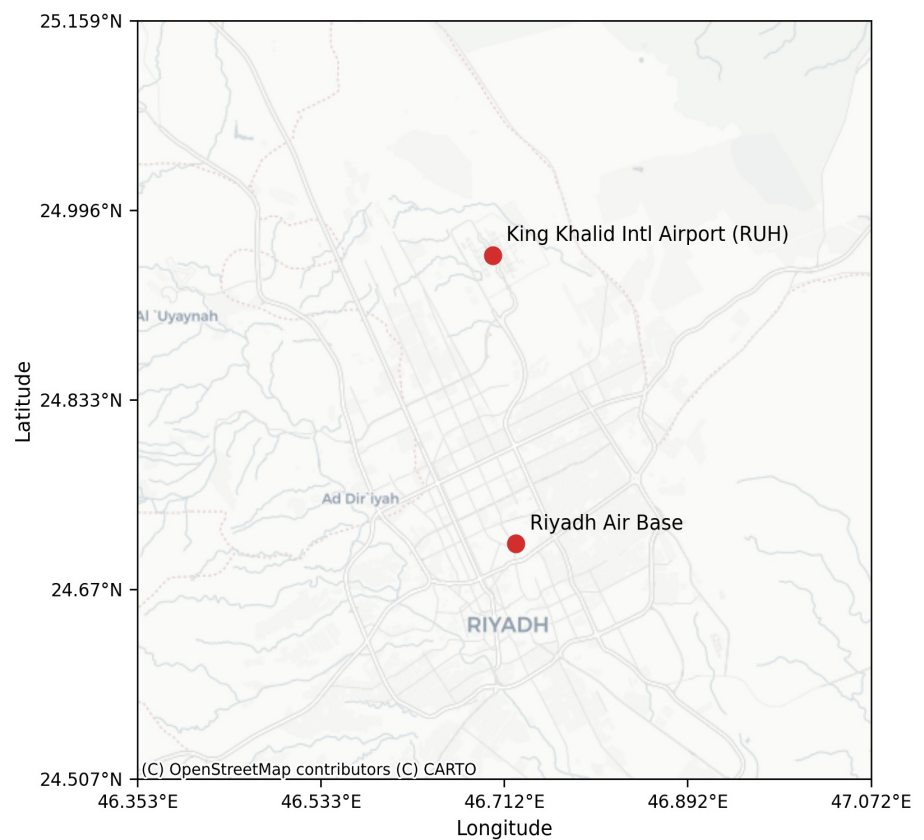 25.159°N
24.996°N
King Khalid Intl Airport (RUH)
Al `Uyaynah
Latitude
24.833°N
Ad Dir`iyah
Riyadh Air Base
24.67°N
RIYADH
(C) OpenStreetMap contributors (C) CARTO
24.507°N
46.353°E 46.533°E 46.712°E 46.892°E 47.072°E
Longitude